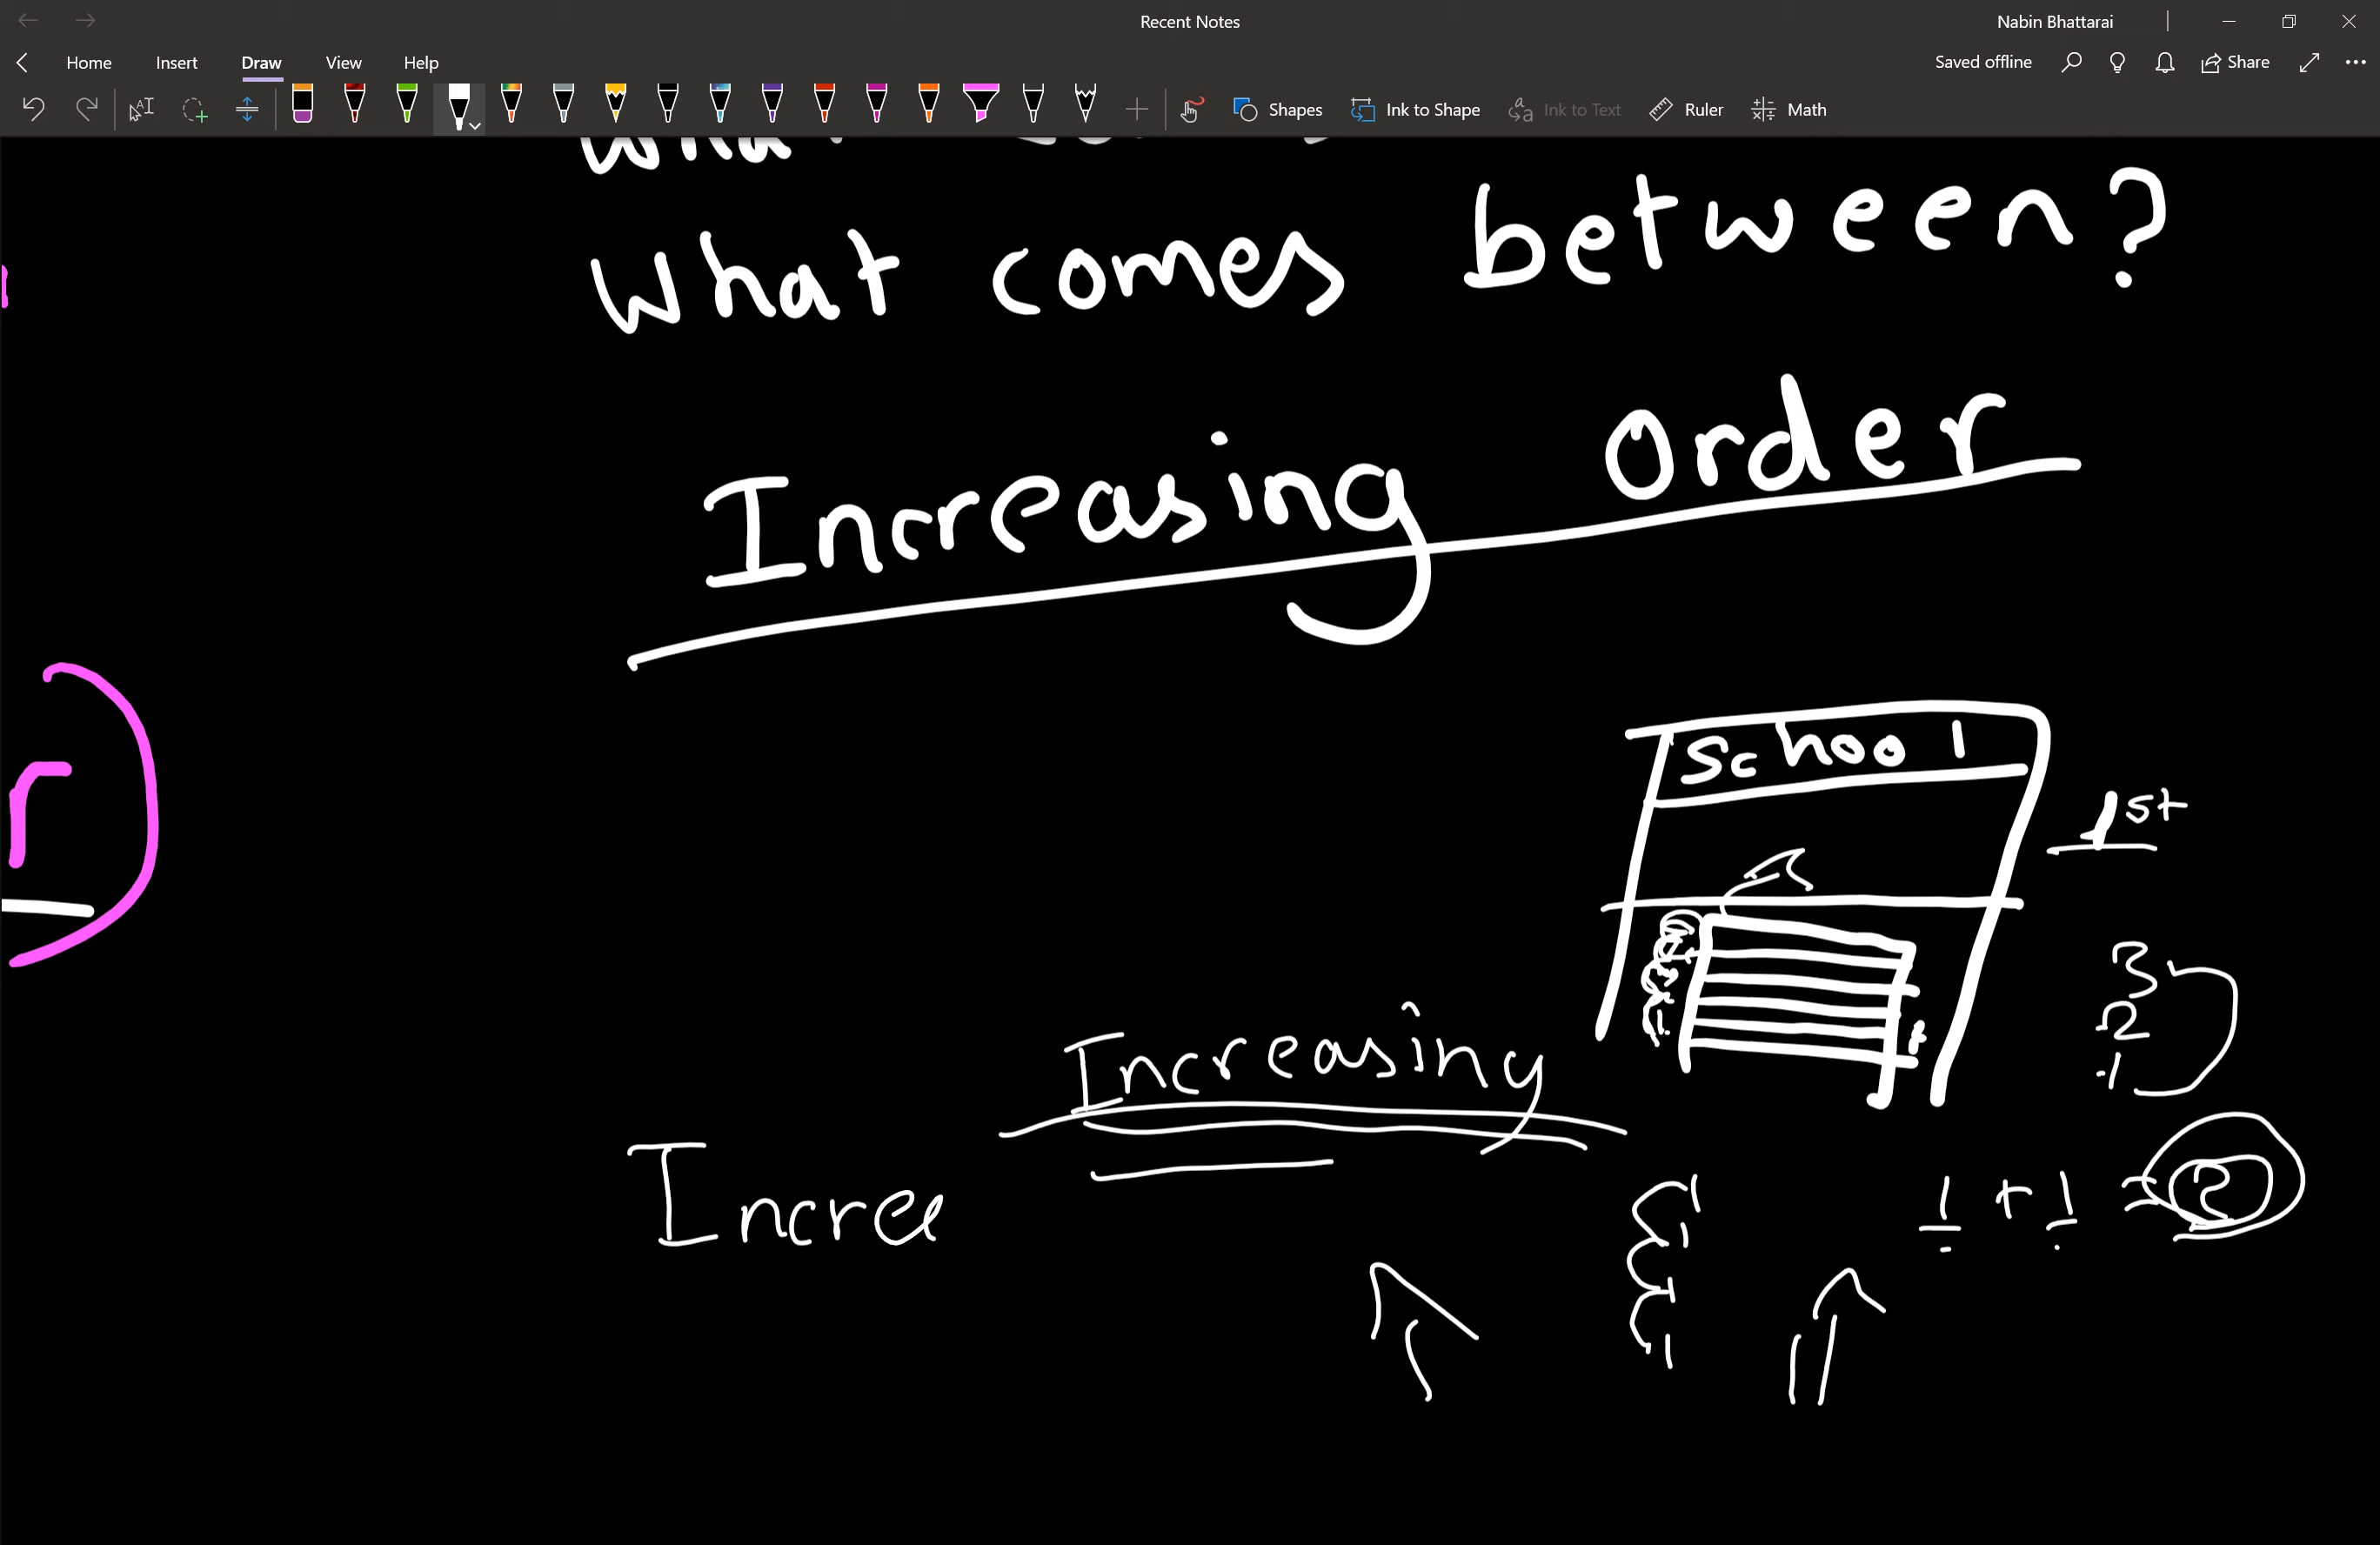 Recent Notes
Nabin Bhattarai
Home Insert Draw View Help
Saved offline
Share
Shapes Ink to Shape Ink to Text Ruler Math
What comes between?
Increasing Order
School
1st
3
2
1
Increasing
Increa
1 + 1 = 2